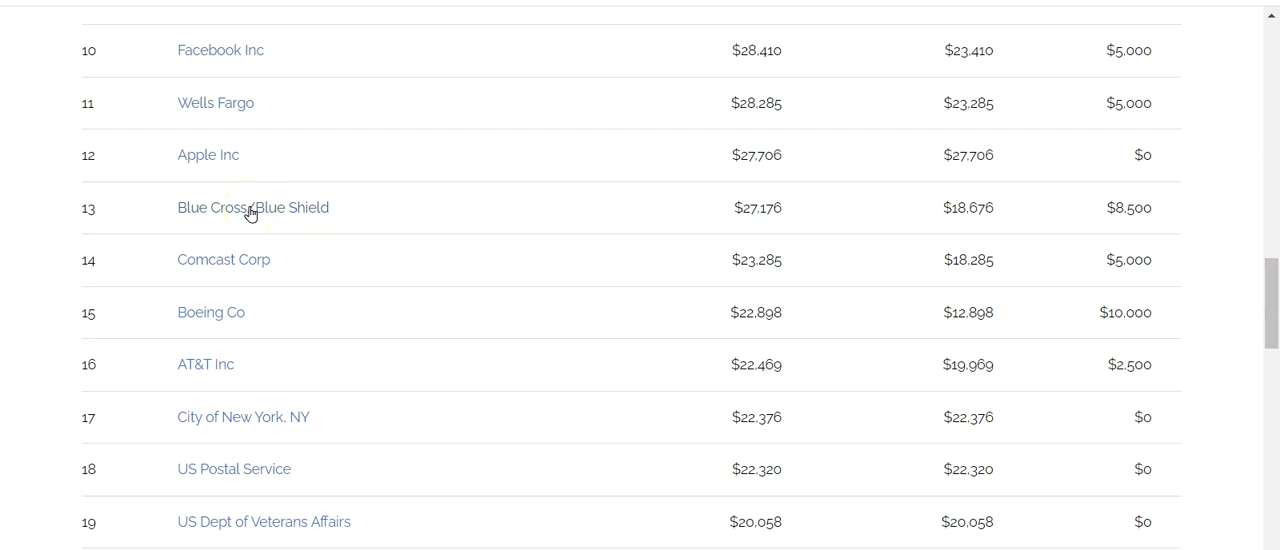 10 Facebook Inc $28,410 $23,410 $5,000
11 Wells Fargo $28,285 $23,285 $5,000
12 Apple Inc $27,706 $27,706 $0
13 Blue Cross/Blue Shield $27,176 $18,676 $8,500
14 Comcast Corp $23,285 $18,285 $5,000
15 Boeing Co $22,898 $12,898 $10,000
16 AT&T Inc $22,469 $19,969 $2,500
17 City of New York, NY $22,376 $22,376 $0
18 US Postal Service $22,320 $22,320 $0
19 US Dept of Veterans Affairs $20,058 $20,058 $0